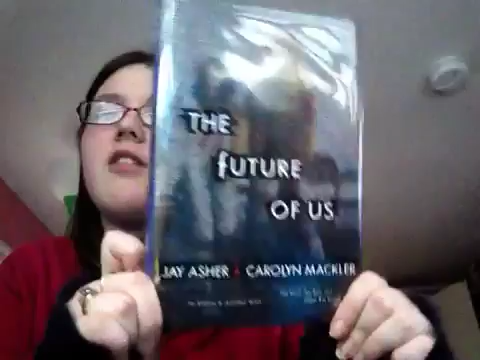 THE
fUTURE
OF US
JAY ASHER • CAROLYN MACKLER